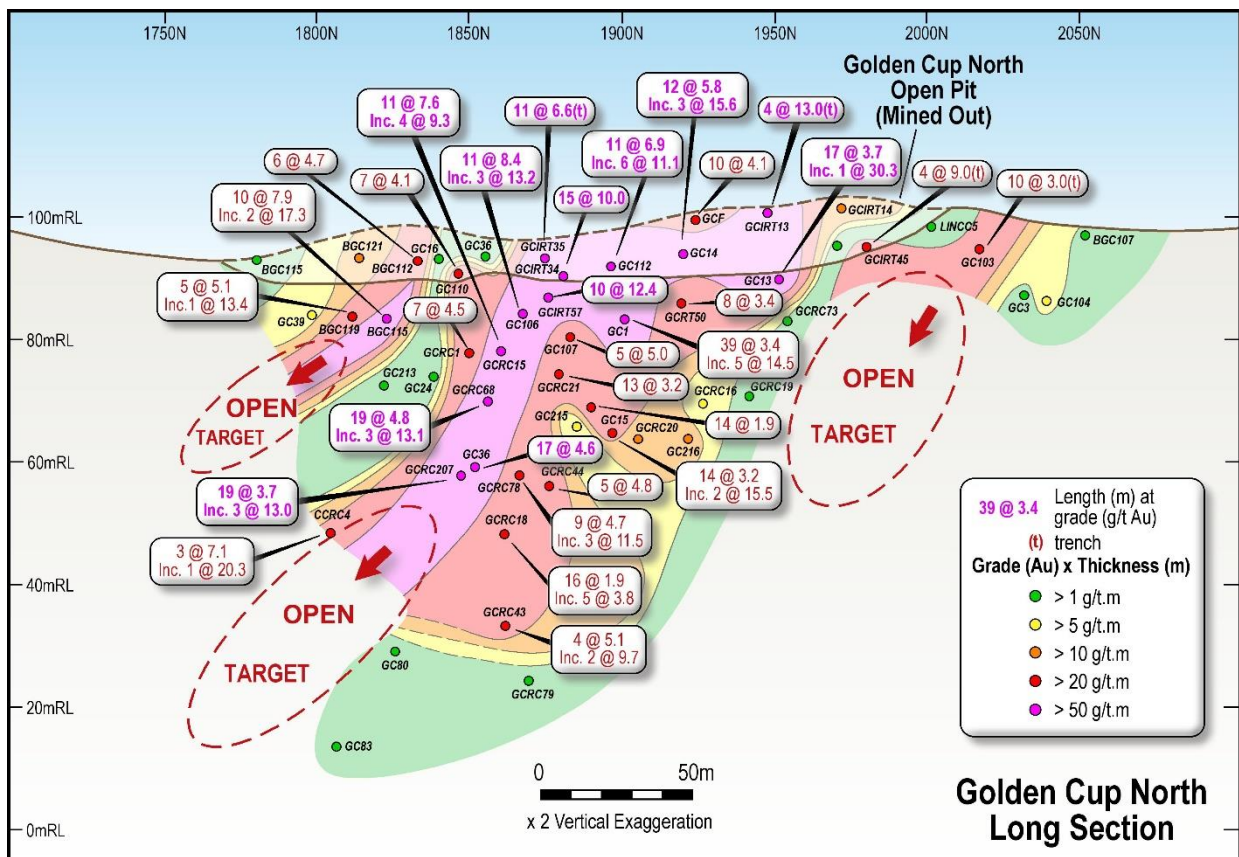 1750N
1800N
1850N
1900N
1950N
2000N
2050N
Golden Cup North
Open Pit
(Mined Out)
12 @ 5.8
Inc. 3 @ 15.6
11 @ 7.6
Inc. 4 @ 9.3
11 @ 6.6(t)
4 @ 13.0(t)
11 @ 6.9
Inc. 6 @ 11.1
10 @ 4.1
17 @ 3.7
Inc. 1 @ 30.3
6 @ 4.7
11 @ 8.4
Inc. 3 @ 13.2
4 @ 9.0(t)
10 @ 3.0(t)
7 @ 4.1
10 @ 7.9
Inc. 2 @ 17.3
15 @ 10.0
100mRL
GCF
GCIRT13
GCIRT14
LINCC5
BGC107
BGC121
GC16
GC36
GCIRT35
BGC115
BGC112
GC110
GCIRT34
GC112
GC14
GCIRT45
GC103
GC13
5 @ 5.1
Inc.1 @ 13.4
GC39
BGC119
BGC115
7 @ 4.5
GC106
10 @ 12.4
GCIRT57
GC1
8 @ 3.4
GCRT50
GCRC73
GC3
GC104
80mRL
GCRC1
GCRC15
GC107
5 @ 5.0
39 @ 3.4
Inc. 5 @ 14.5
GC213
GC24
GCRC68
GCRC21
13 @ 3.2
GCRC16
GCRC19
OPEN
TARGET
OPEN
TARGET
19 @ 4.8
Inc. 3 @ 13.1
GC215
GC15
GCRC20
GC216
14 @ 1.9
60mRL
GC36
17 @ 4.6
GCRC207
GCRC78
GCRC44
5 @ 4.8
14 @ 3.2
Inc. 2 @ 15.5
19 @ 3.7
Inc. 3 @ 13.0
CCRC4
GCRC18
9 @ 4.7
Inc. 3 @ 11.5
3 @ 7.1
Inc. 1 @ 20.3
40mRL
16 @ 1.9
Inc. 5 @ 3.8
OPEN
TARGET
GCRC43
4 @ 5.1
Inc. 2 @ 9.7
GC80
GCRC79
20mRL
GC83
0mRL
0
50m
x 2 Vertical Exaggeration
39 @ 3.4
Length (m) at
grade (g/t Au)
(t)
trench
Grade (Au) x Thickness (m)
> 1 g/t.m
> 5 g/t.m
> 10 g/t.m
> 20 g/t.m
> 50 g/t.m
Golden Cup North
Long Section